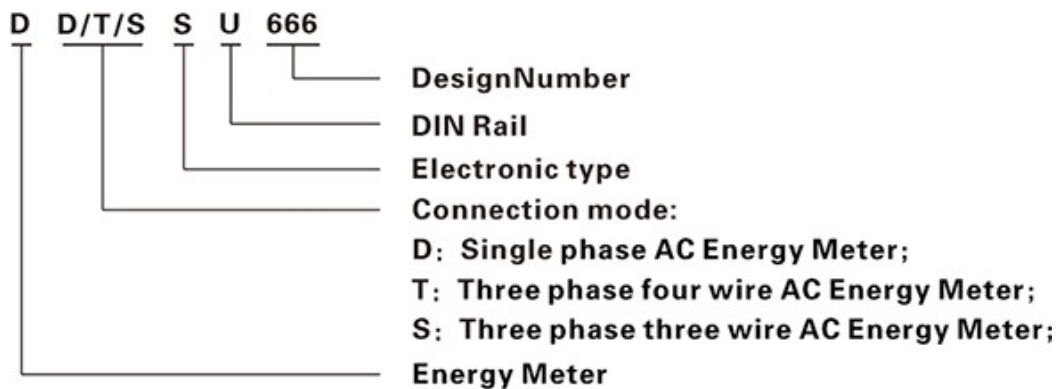 D D/T/S S U 666
DesignNumber
DIN Rail
Electronic type
Connection mode:
D: Single phase AC Energy Meter;
T: Three phase four wire AC Energy Meter;
S: Three phase three wire AC Energy Meter;
Energy Meter